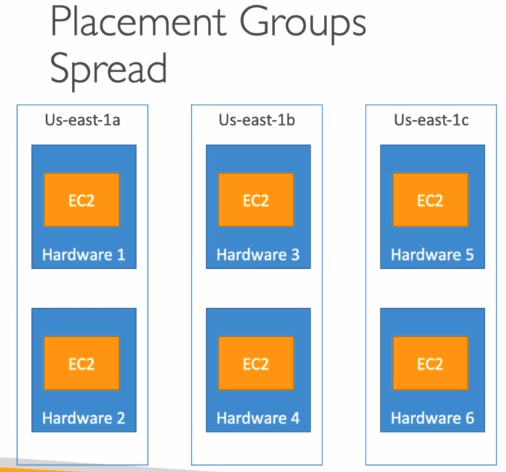 Placement Groups
Spread
Us-east-1a
Us-east-1b
Us-east-1c
EC2
EC2
EC2
Hardware 1
Hardware 3
Hardware 5
EC2
EC2
EC2
Hardware 2
Hardware 4
Hardware 6